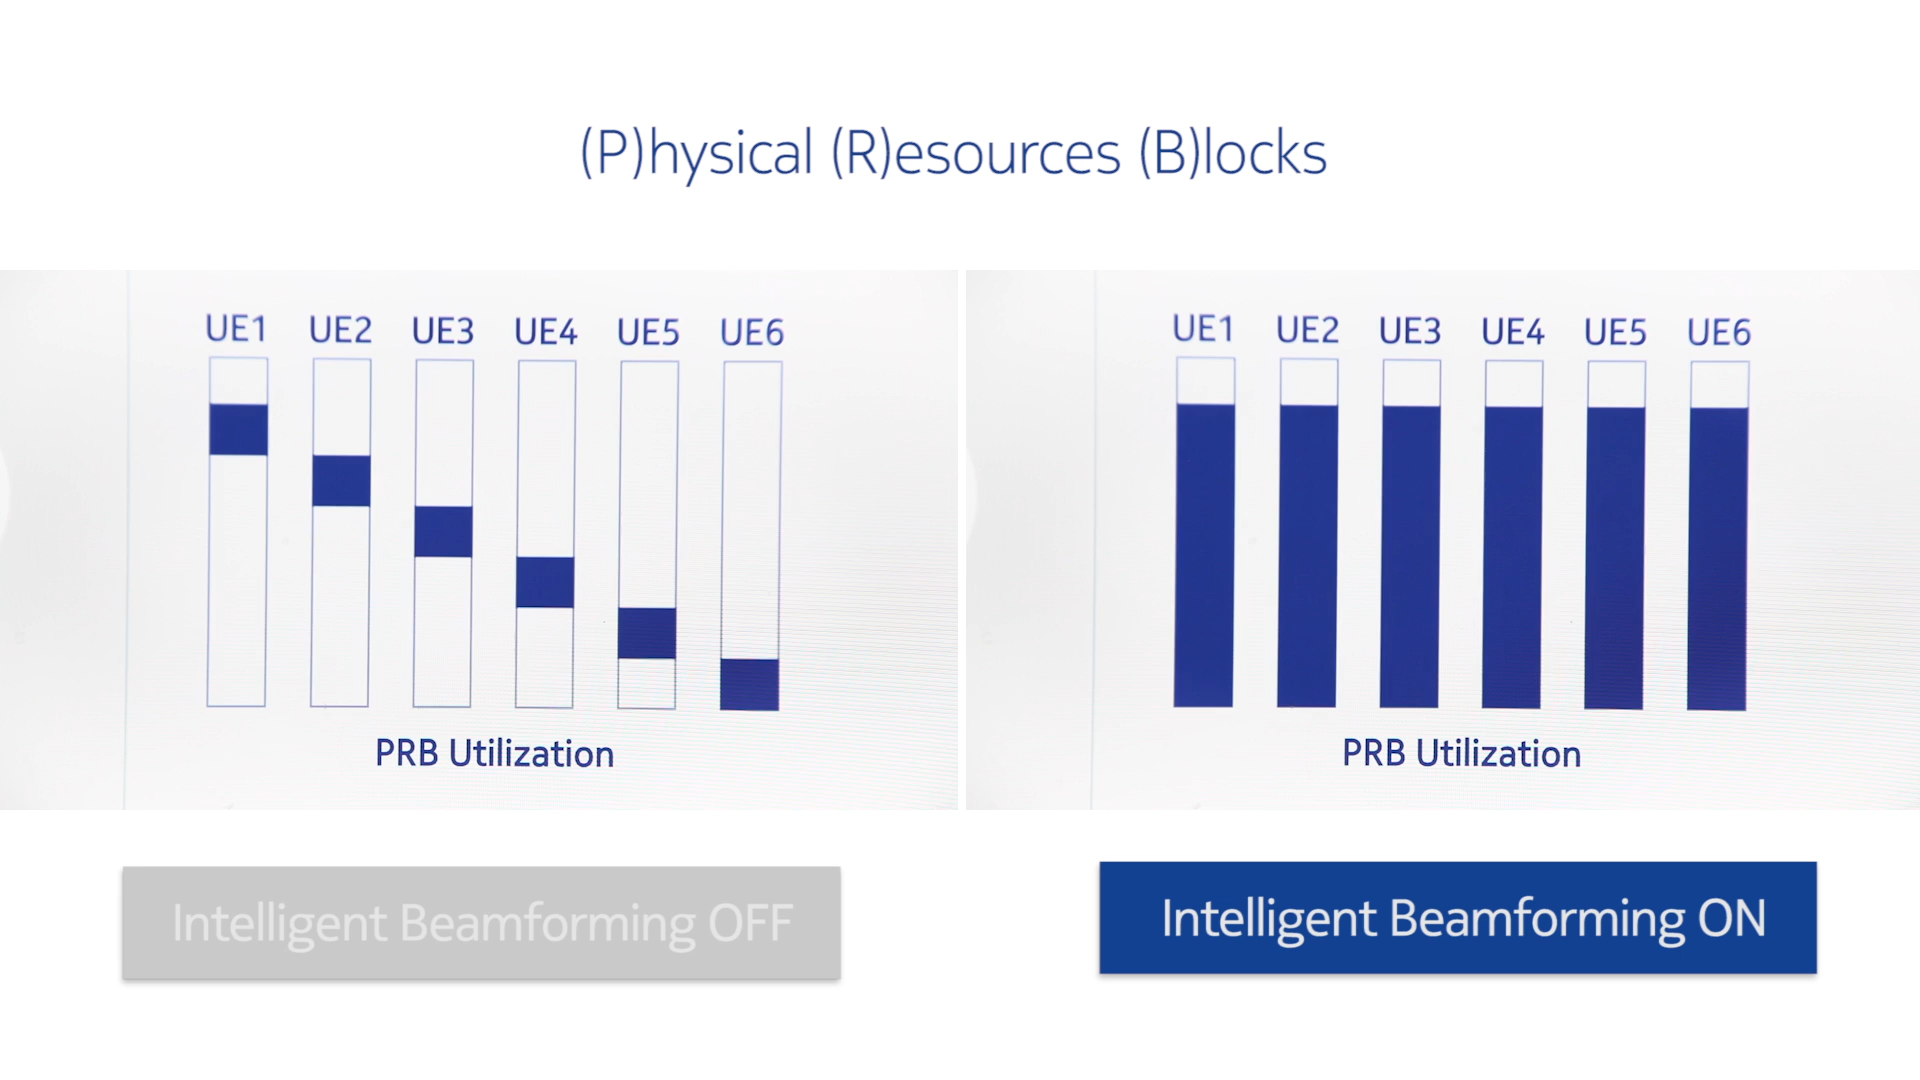 (P)hysical (R)esources (B)locks
UE1 UE2 UE3 UE4 UE5 UE6
PRB Utilization
Intelligent Beamforming OFF
UE1 UE2 UE3 UE4 UE5 UE6
PRB Utilization
Intelligent Beamforming ON